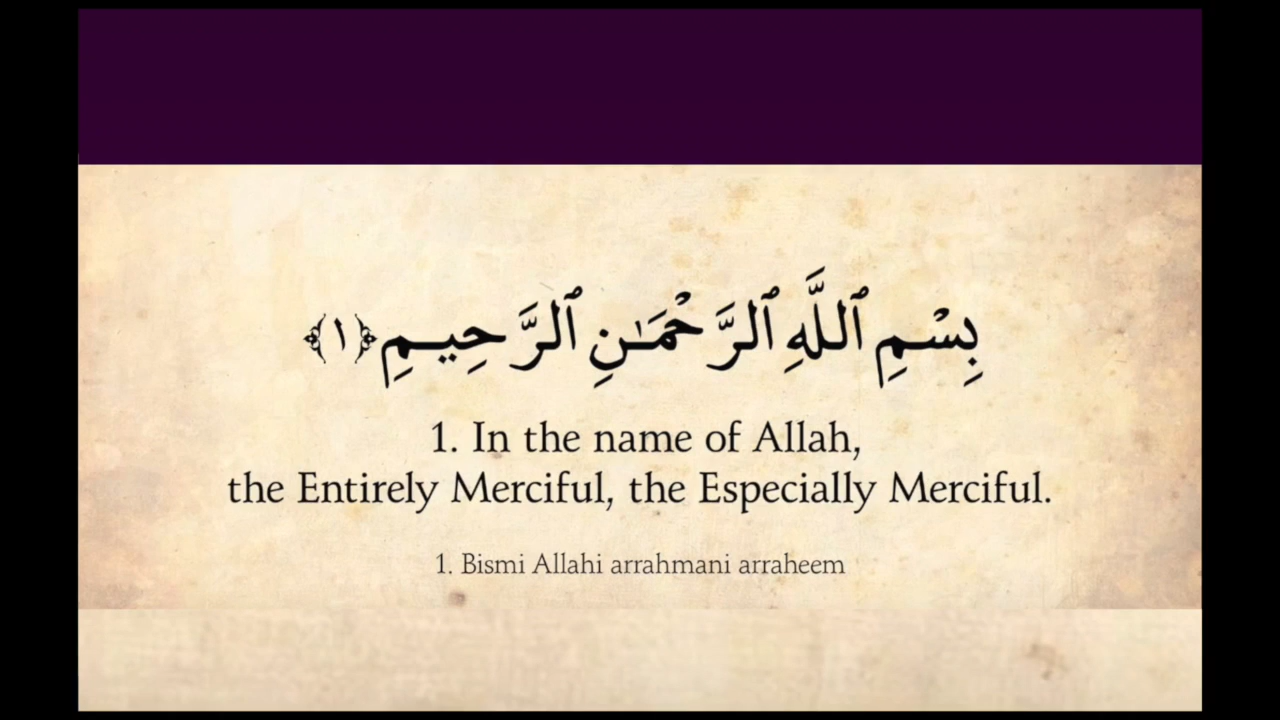 بِسْمِ ٱللَّهِ ٱلرَّحْمَـٰنِ ٱلرَّحِيمِ ﴿١﴾
1. In the name of Allah,
the Entirely Merciful, the Especially Merciful.
1. Bismi Allahi arrahmani arraheem